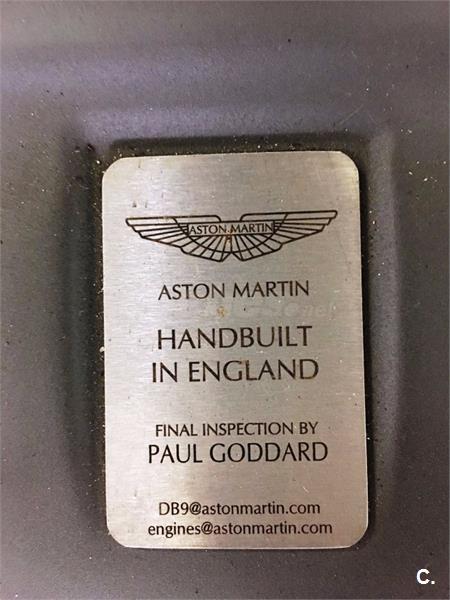 ASTON MARTIN
ASTON MARTIN
HANDBUILT
IN ENGLAND
FINAL INSPECTION BY
PAUL GODDARD
DB9@astonmartin.com
engines@astonmartin.com
C.